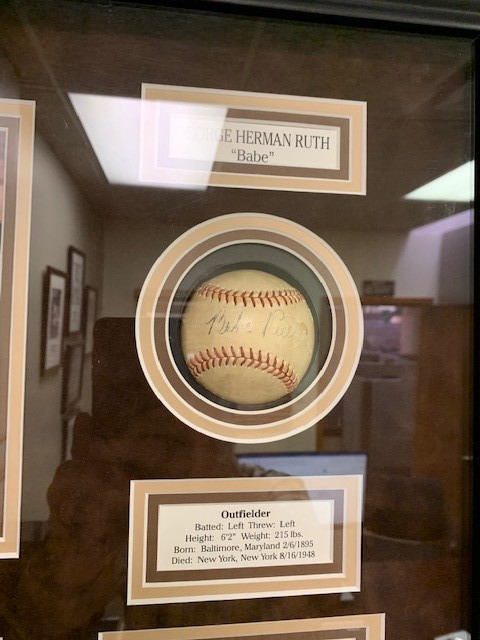 HERMAN RUTH
"Babe"
Babe Ruth
Outfielder
Batted: Left Threw: Left
Height: 6'2" Weight: 215 lbs.
Born: Baltimore, Maryland 2/6/1895
Died: New York, New York 8/16/1948